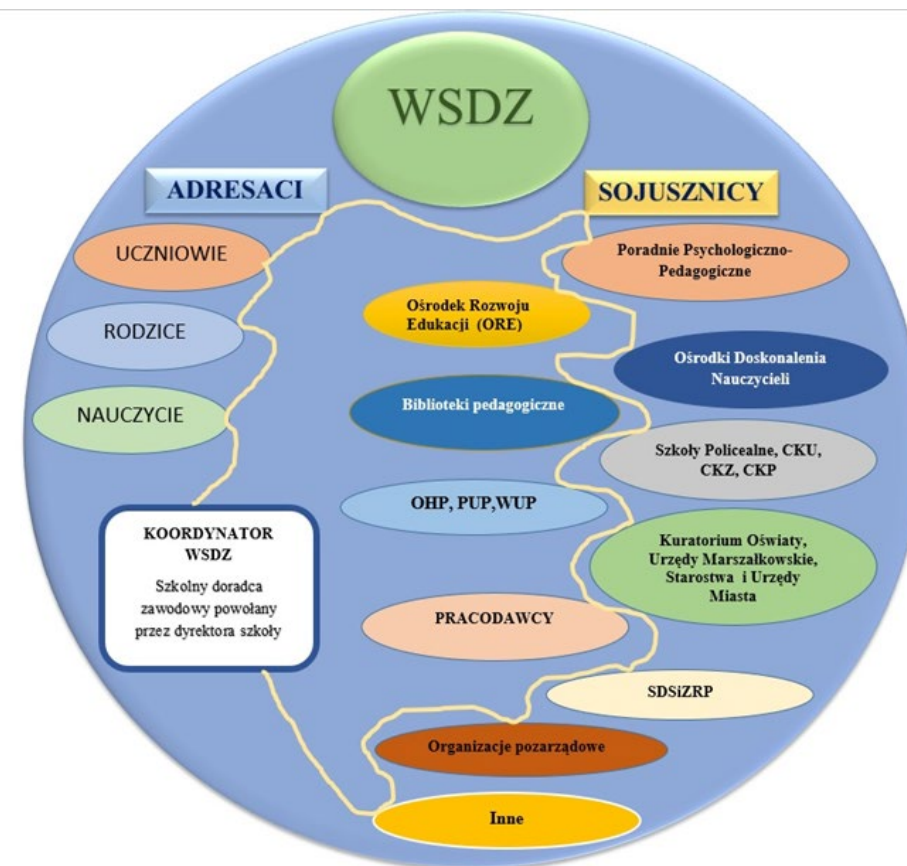 WSDZ
ADRESACI
SOJUSZNICY
UCZNIOWIE
RODZICE
NAUCZYCIE
KOORDYNATOR
WSDZ
Szkolny doradca
zawodowy powołany
przez dyrektora szkoły
Poradnie Psychologiczno-
Pedagogiczne
Ośrodek Rozwoju
Edukacji (ORE)
Ośrodki Doskonalenia
Nauczycieli
Biblioteki pedagogiczne
Szkoły Policealne, CKU,
CKZ, CKP
OHP, PUP,WUP
Kuratorium Oświaty,
Urzędy Marszałkowskie,
Starostwa i Urzędy
Miasta
PRACODAWCY
SDSiZRP
Organizacje pozarządowe
Inne